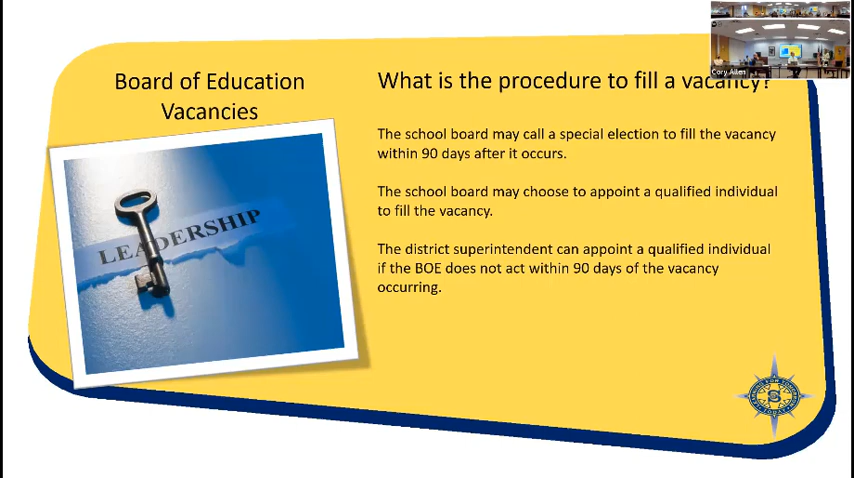 Board of Education
Vacancies
LEADERSHIP
What is the procedure to fill a vacancy?
The school board may call a special election to fill the vacancy
within 90 days after it occurs.
The school board may choose to appoint a qualified individual
to fill the vacancy.
The district superintendent can appoint a qualified individual
if the BOE does not act within 90 days of the vacancy
occurring.
Cory Allen